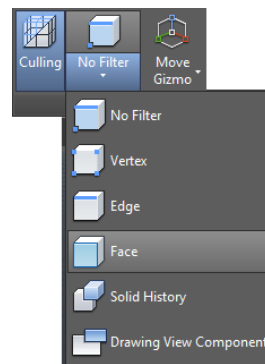 Culling
No Filter
Move
Gizmo
No Filter
Vertex
Edge
Face
Solid History
Drawing View Component